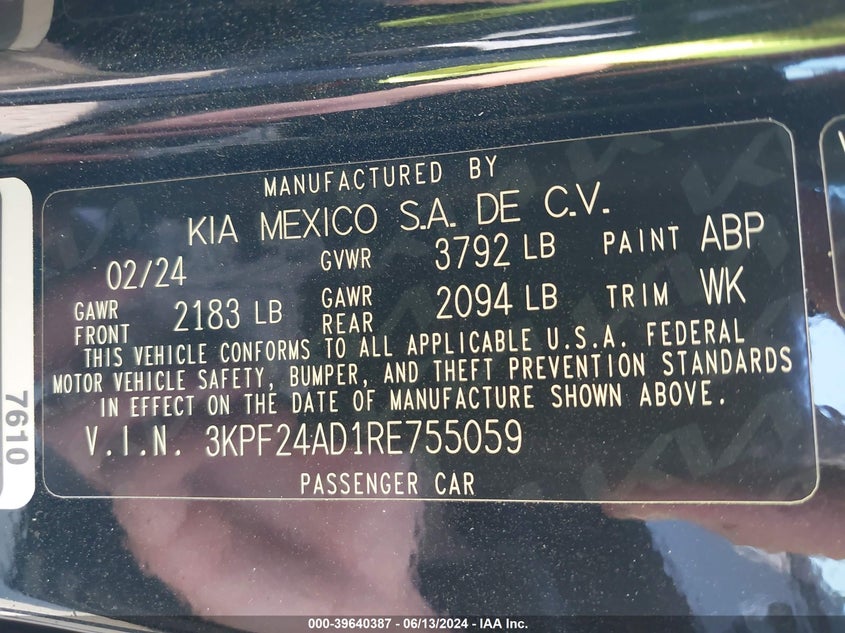 MANUFACTURED BY
KIA MEXICO S.A. DE C.V.
02/24 GVWR 3792 LB PAINT ABP
GAWR FRONT 2183 LB GAWR REAR 2094 LB TRIM WK
THIS VEHICLE CONFORMS TO ALL APPLICABLE U.S.A. FEDERAL
MOTOR VEHICLE SAFETY, BUMPER, AND THEFT PREVENTION STANDARDS
IN EFFECT ON THE DATE OF MANUFACTURE SHOWN ABOVE.
V.I.N. 3KPF24AD1RE755059
PASSENGER CAR
7610
000-39640387 - 06/13/2024 - IAA Inc.